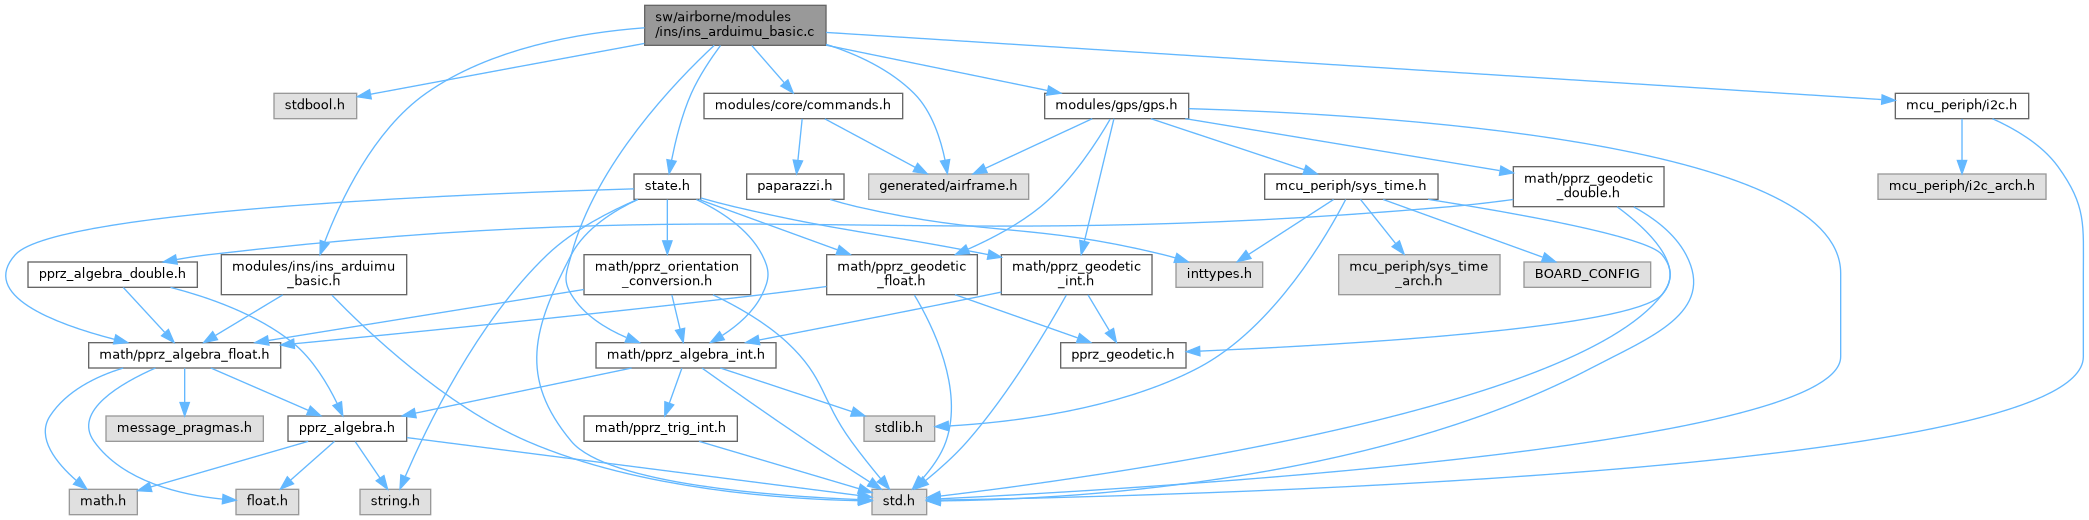 sw/airborne/modules
/ins/ins_arduimu_basic.c
stdbool.h
modules/core/commands.h
modules/gps/gps.h
mcu_periph/i2c.h
state.h
paparazzi.h
generated/airframe.h
mcu_periph/sys_time.h
math/pprz_geodetic
_double.h
mcu_periph/i2c_arch.h
pprz_algebra_double.h
modules/ins/ins_arduimu
_basic.h
math/pprz_orientation
_conversion.h
math/pprz_geodetic
_float.h
math/pprz_geodetic
_int.h
inttypes.h
mcu_periph/sys_time
_arch.h
BOARD_CONFIG
math/pprz_algebra_float.h
math/pprz_algebra_int.h
pprz_geodetic.h
message_pragmas.h
pprz_algebra.h
math/pprz_trig_int.h
stdlib.h
math.h
float.h
string.h
std.h